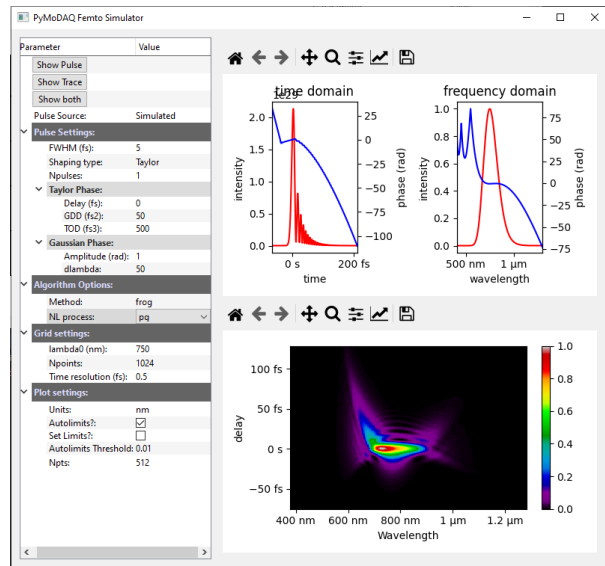 PyMoDAQ Femto Simulator
Parameter Value
Show Pulse
Show Trace
Show both
Pulse Source: Simulated
Pulse Settings:
FWHM (fs): 5
Shaping type: Taylor
Npulses: 1
Taylor Phase:
Delay (fs): 0
GDD (fs2): 50
TOD (fs3): 500
Gaussian Phase:
Amplitude (rad): 1
dlambda: 50
Algorithm Options:
Method: frog
NL process: pq
Grid settings:
lambda0 (nm): 750
Npoints: 1024
Time resolution (fs): 0.5
Plot settings:
Units: nm
Autolimits?:
Set Limits?:
Autolimits Threshold: 0.01
Npts: 512
time domain
1e29
2.0
1.5
1.0
0.5
0.0
intensity
25
0
−25
−50
−75
−100
phase (rad)
0 s 200 fs
time
frequency domain
1.0
0.8
0.6
0.4
0.2
0.0
intensity
75
50
25
0
−25
−50
−75
phase (rad)
500 nm 1 µm
wavelength
100 fs
50 fs
0 s
−50 fs
delay
400 nm 600 nm 800 nm 1 µm 1.2 µm
Wavelength
1.0
0.8
0.6
0.4
0.2
0.0